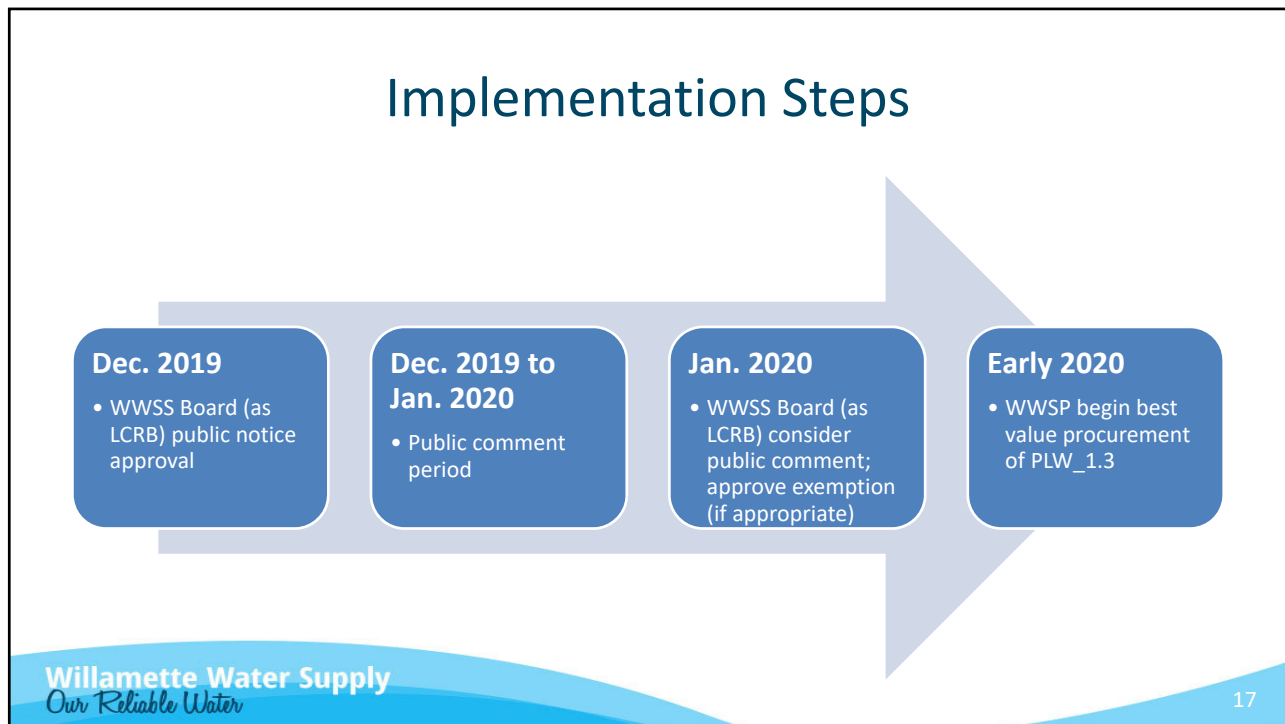 Implementation Steps
Dec. 2019
• WWSS Board (as
LCRB) public notice
approval
Dec. 2019 to
Jan. 2020
• Public comment
period
Jan. 2020
• WWSS Board (as
LCRB) consider
public comment;
approve exemption
(if appropriate)
Early 2020
• WWSP begin best
value procurement
of PLW_1.3
Willamette Water Supply
Our Reliable Water
17